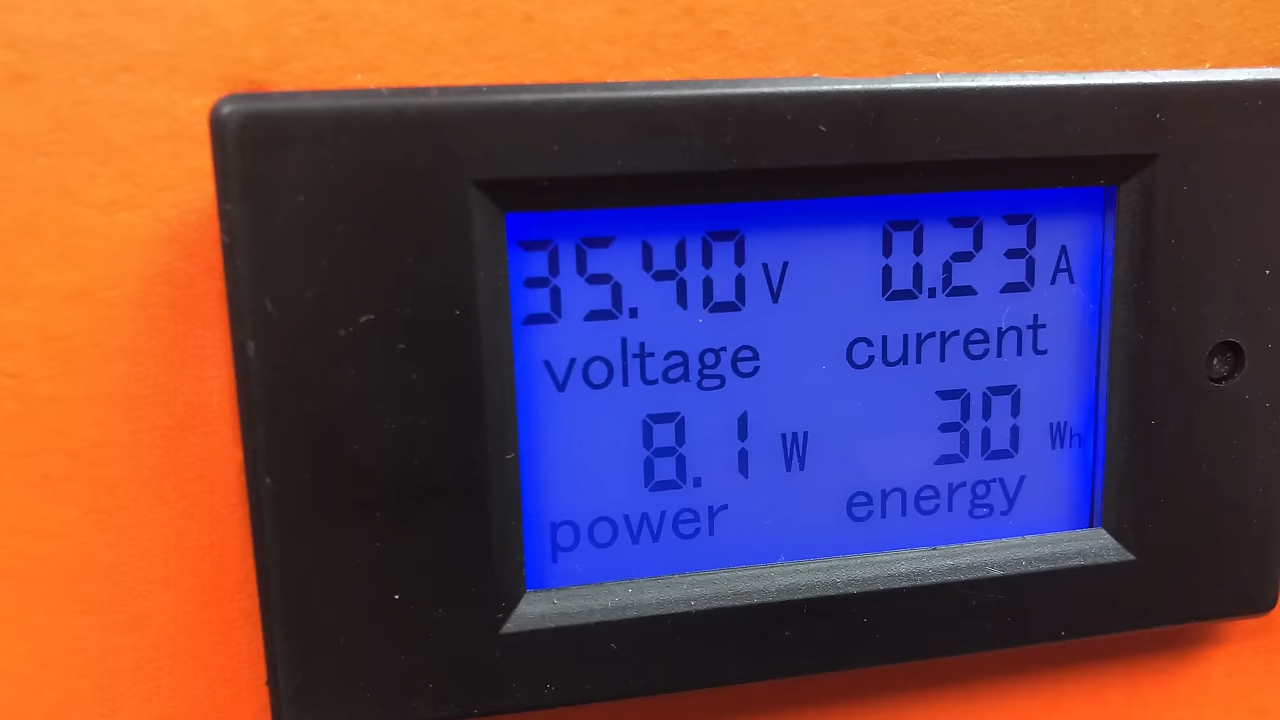 35.40 V 0.23 A
voltage current
8.1 W 30 Wh
power energy